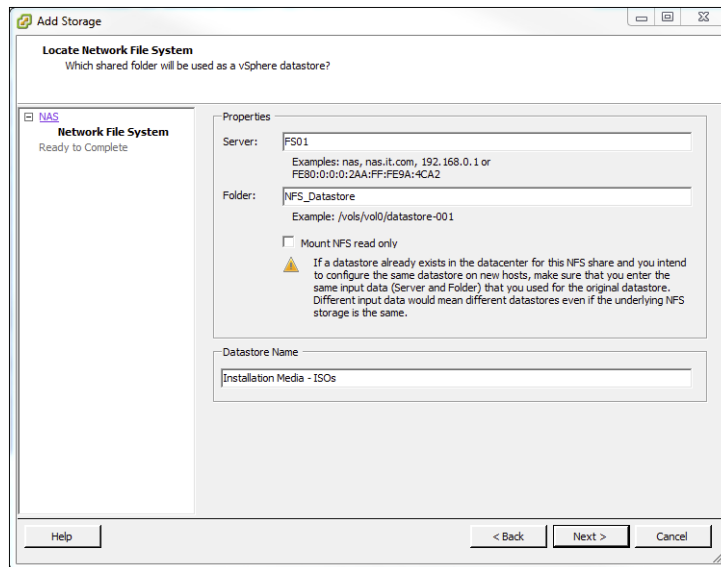 Add Storage
Locate Network File System
Which shared folder will be used as a vSphere datastore?
NAS
Network File System
Ready to Complete
Properties
Server:
FS01
Examples: nas, nas.it.com, 192.168.0.1 or
FE80:0:0:0:2AA:FF:FE9A:4CA2
Folder:
NFS_Datastore
Example: /vols/vol0/datastore-001
Mount NFS read only
If a datastore already exists in the datacenter for this NFS share and you intend
to configure the same datastore on new hosts, make sure that you enter the
same input data (Server and Folder) that you used for the original datastore.
Different input data would mean different datastores even if the underlying NFS
storage is the same.
Datastore Name
Installation Media - ISOs
Help
< Back
Next >
Cancel